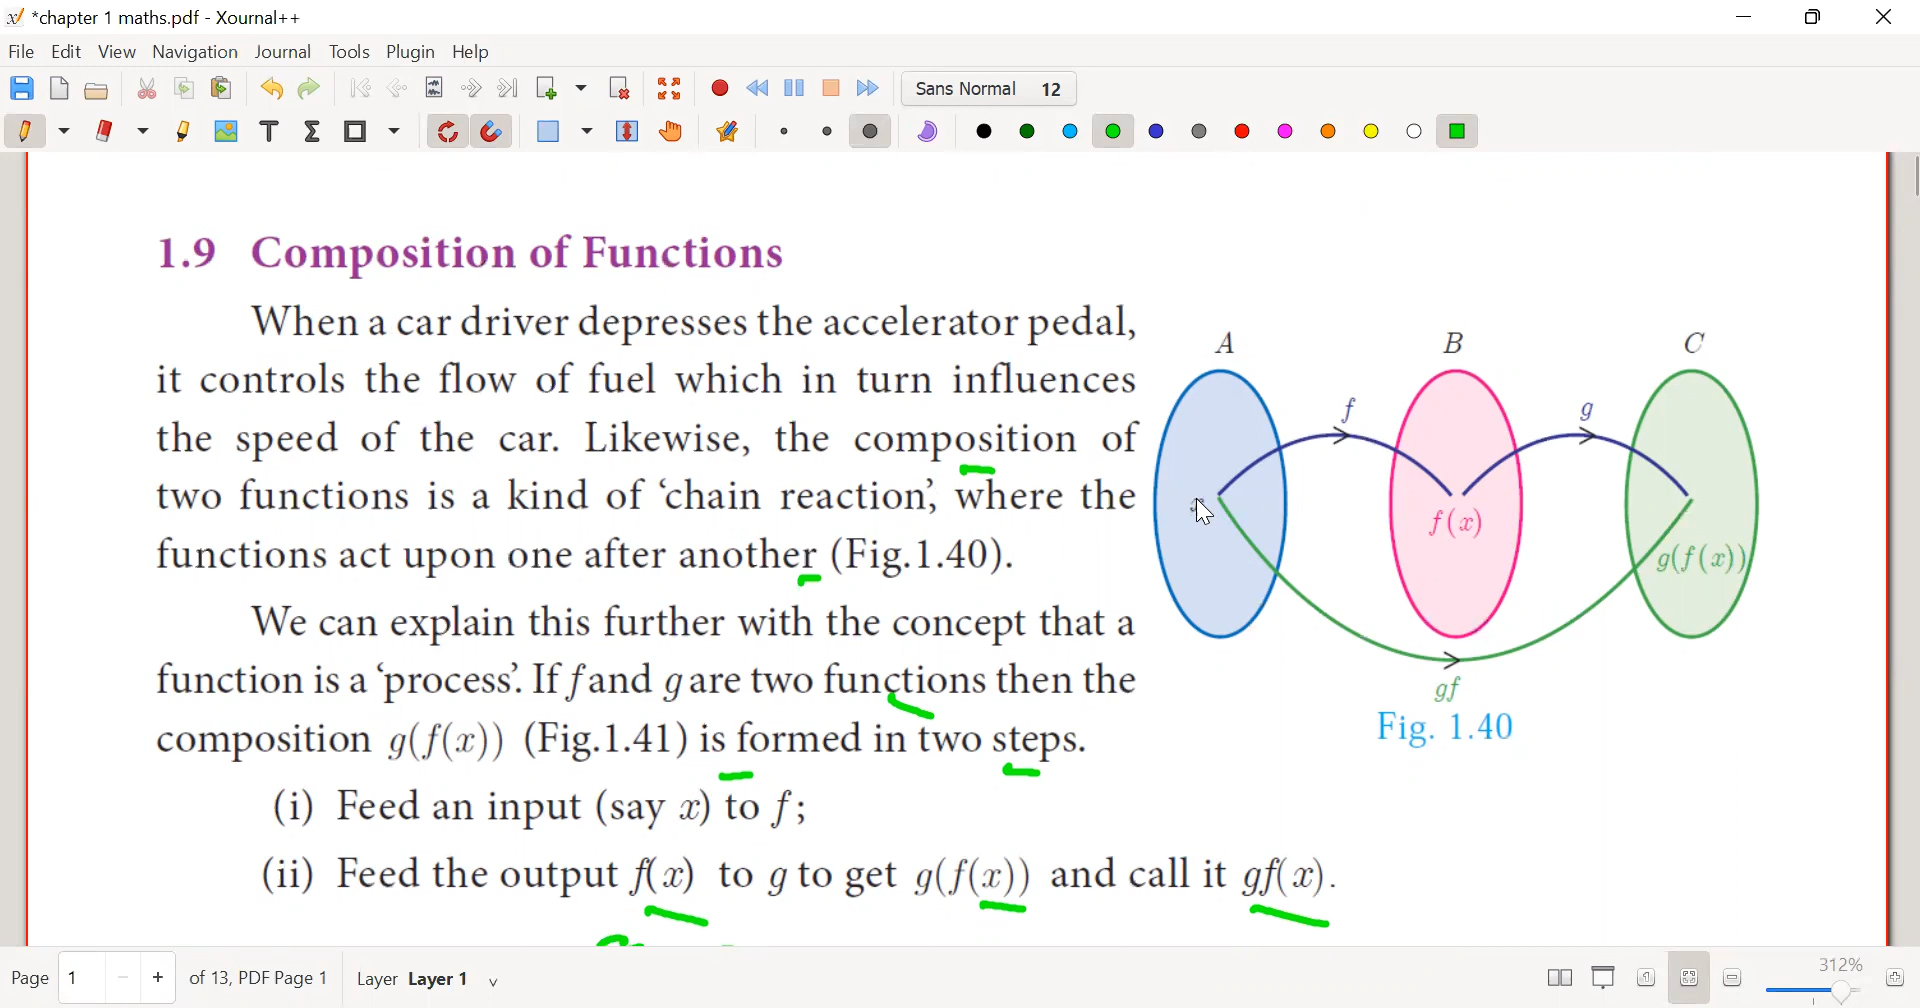 *chapter 1 maths.pdf - Xournal++
File Edit View Navigation Journal Tools Plugin Help
Sans Normal 12
1.9 Composition of Functions
When a car driver depresses the accelerator pedal,
it controls the flow of fuel which in turn influences
the speed of the car. Likewise, the composition of
two functions is a kind of ‘chain reaction’, where the
functions act upon one after another (Fig.1.40).
We can explain this further with the concept that a
function is a ‘process’. If f and g are two functions then the
composition g(f(x)) (Fig.1.41) is formed in two steps.
(i) Feed an input (say x) to f;
(ii) Feed the output f(x) to g to get g(f(x)) and call it gf(x).
A B C
f g
f(x)
g(f(x))
gf
Fig. 1.40
Page 1 of 13, PDF Page 1 Layer Layer 1 312%